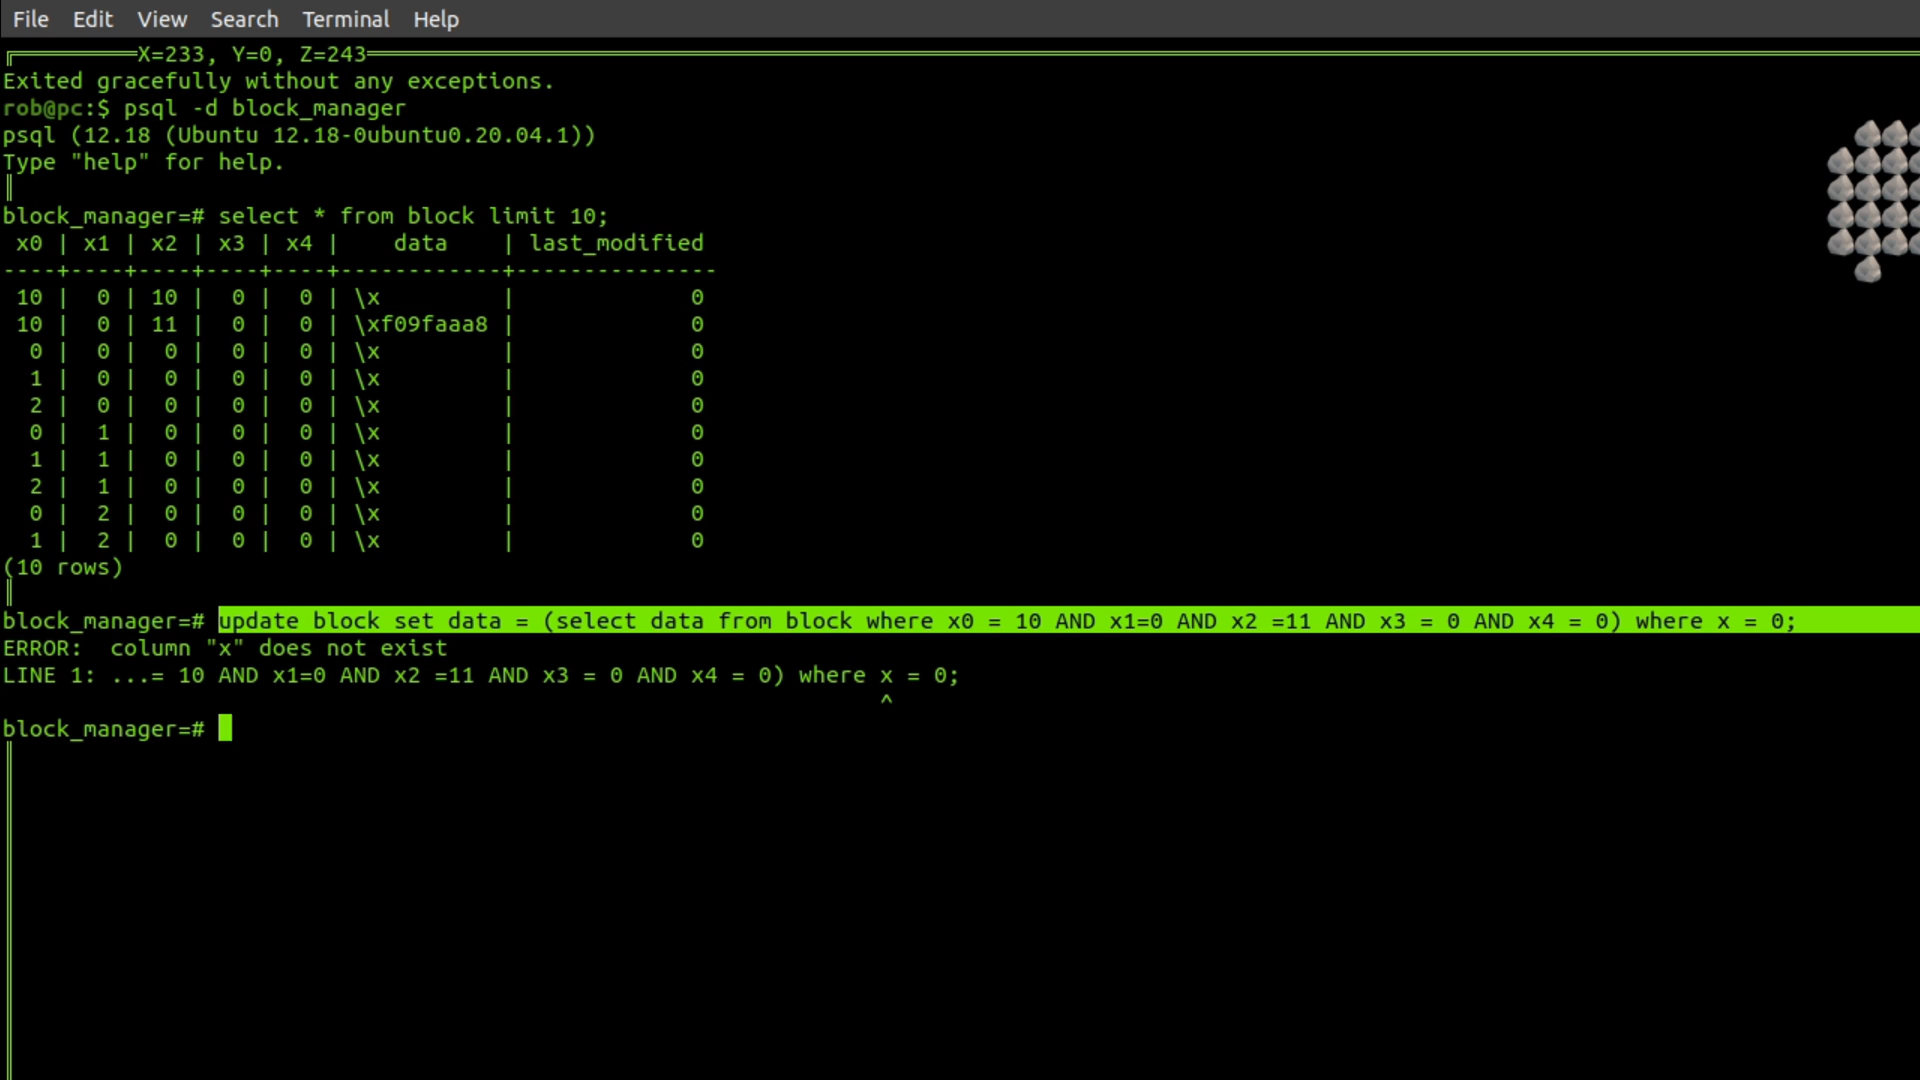 File Edit View Search Terminal Help
X=233, Y=0, Z=243
Exited gracefully without any exceptions.
rob@pc:$ psql -d block_manager
psql (12.18 (Ubuntu 12.18-0ubuntu0.20.04.1))
Type "help" for help.
block_manager=# select * from block limit 10;
 x0 | x1 | x2 | x3 | x4 |    data    | last_modified
----+----+----+----+----+------------+---------------
 10 |  0 | 10 |  0 |  0 | \x         |             0
 10 |  0 | 11 |  0 |  0 | \xf09faaa8 |             0
  0 |  0 |  0 |  0 |  0 | \x         |             0
  1 |  0 |  0 |  0 |  0 | \x         |             0
  2 |  0 |  0 |  0 |  0 | \x         |             0
  0 |  1 |  0 |  0 |  0 | \x         |             0
  1 |  1 |  0 |  0 |  0 | \x         |             0
  2 |  1 |  0 |  0 |  0 | \x         |             0
  0 |  2 |  0 |  0 |  0 | \x         |             0
  1 |  2 |  0 |  0 |  0 | \x         |             0
(10 rows)
block_manager=# update block set data = (select data from block where x0 = 10 AND x1=0 AND x2 =11 AND x3 = 0 AND x4 = 0) where x = 0;
ERROR:  column "x" does not exist
LINE 1: ...= 10 AND x1=0 AND x2 =11 AND x3 = 0 AND x4 = 0) where x = 0;
^
block_manager=#